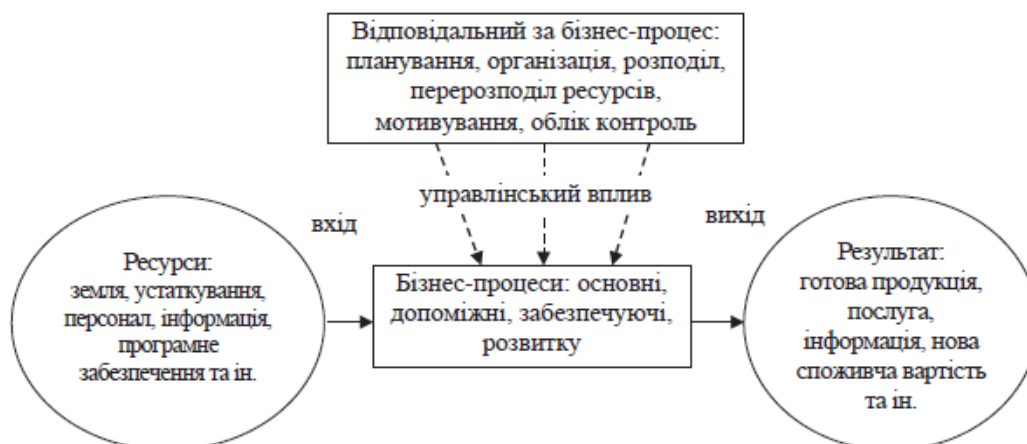 Відповідальний за бізнес-процес:
планування, організація, розподіл,
перерозподіл ресурсів,
мотивування, облік контроль
управлінський вплив
вхід
вихід
Ресурси:
земля, устаткування,
персонал, інформація,
програмне
забезпечення та ін.
Бізнес-процеси: основні,
допоміжні, забезпечуючі,
розвитку
Результат:
готова продукція,
послуга,
інформація, нова
споживча вартість
та ін.